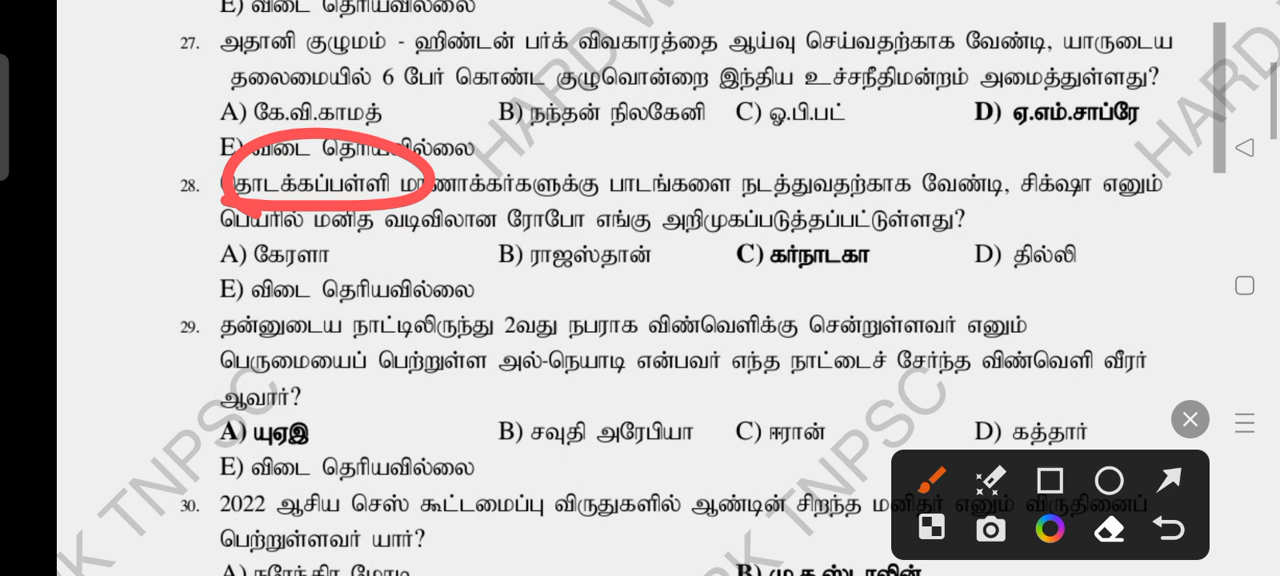 E) விடை தெரியவில்லை
27. அதானி குழுமம் - ஹிண்டன் பர்க் விவகாரத்தை ஆய்வு செய்வதற்காக வேண்டி, யாருடைய
தலைமையில் 6 பேர் கொண்ட குழுவொன்றை இந்திய உச்சநீதிமன்றம் அமைத்துள்ளது?
A) கே.வி.காமத் B) நந்தன் நிலகேனி C) ஓ.பி.பட் D) ஏ.எம்.சாப்ரே
E) விடை தெரியவில்லை
28. தொடக்கப்பள்ளி மாணாக்கர்களுக்கு பாடங்களை நடத்துவதற்காக வேண்டி, சிக்‌ஷா எனும்
பெயரில் மனித வடிவிலான ரோபோ எங்கு அறிமுகப்படுத்தப்பட்டுள்ளது?
A) கேரளா B) ராஜஸ்தான் C) கர்நாடகா D) தில்லி
E) விடை தெரியவில்லை
29. தன்னுடைய நாட்டிலிருந்து 2வது நபராக விண்வெளிக்கு சென்றுள்ளவர் எனும்
பெருமையைப் பெற்றுள்ள அல்-நெயாடி என்பவர் எந்த நாட்டைச் சேர்ந்த விண்வெளி வீரர்
ஆவார்?
A) யுஏஇ B) சவுதி அரேபியா C) ஈரான் D) கத்தார்
E) விடை தெரியவில்லை
30. 2022 ஆசிய செஸ் கூட்டமைப்பு விருதுகளில் ஆண்டின் சிறந்த மனிதர் எனும் விருதினைப்
பெற்றுள்ளவர் யார்?
A) நரேந்திர மோடி B) மு.க.ஸ்டாலின்
HARD W
HARD
K TNPSC
RK TNPSC